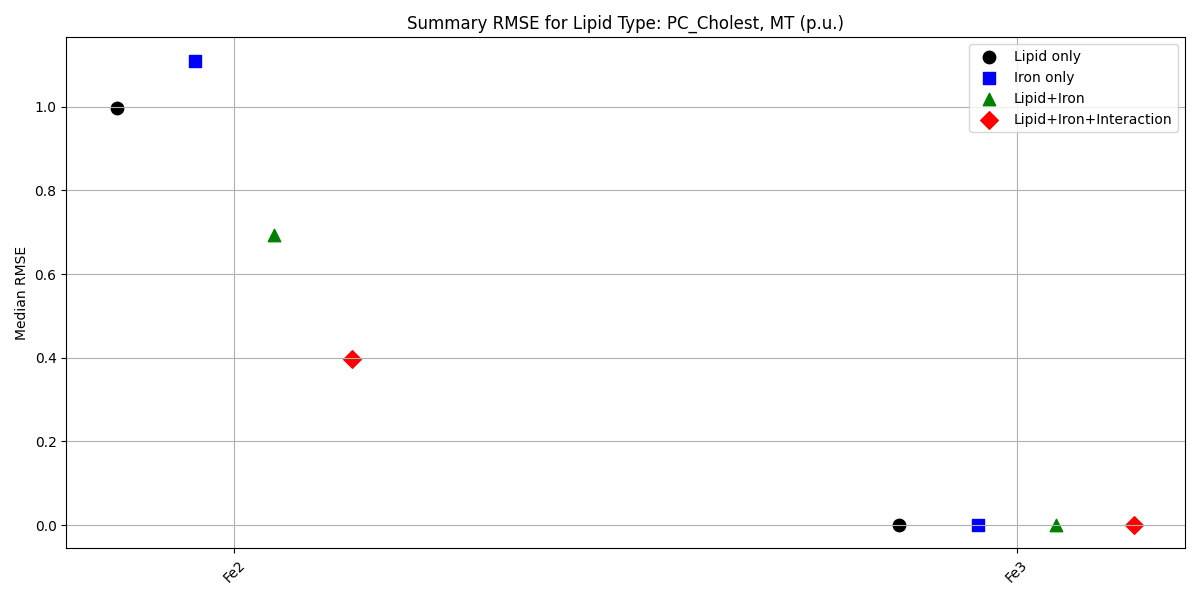 Summary RMSE for Lipid Type: PC_Cholest, MT (p.u.)
Lipid only
Iron only
Lipid+Iron
Lipid+Iron+Interaction
Median RMSE
1.0
0.8
0.6
0.4
0.2
0.0
Fe2
Fe3